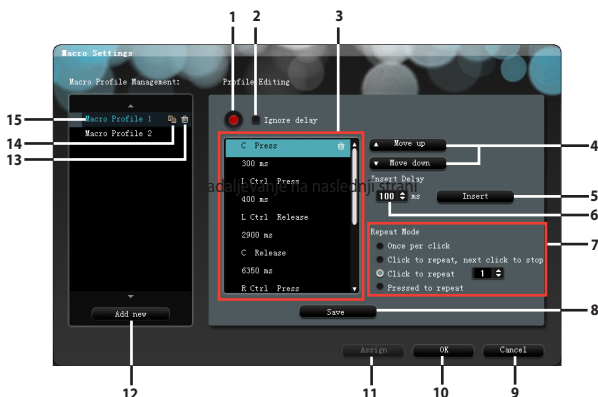 1 2 3
Macro Settings
Macro Profile Management:
Profile Editing
15 Macro Profile 1
14 Macro Profile 2
13
Ignore delay
C Press
300 ms
L Ctrl Press
nadaljevanje na naslednji strani
400 ms
L Ctrl Release
2900 ms
C Release
6350 ms
R Ctrl Press
Move up
Move down
4
Insert Delay
100 ms Insert 5
6
Repeat Mode
7
Once per click
Click to repeat, next click to stop
Click to repeat 1
Pressed to repeat
Add new
Save 8
Assign OK Cancel
12 11 10 9